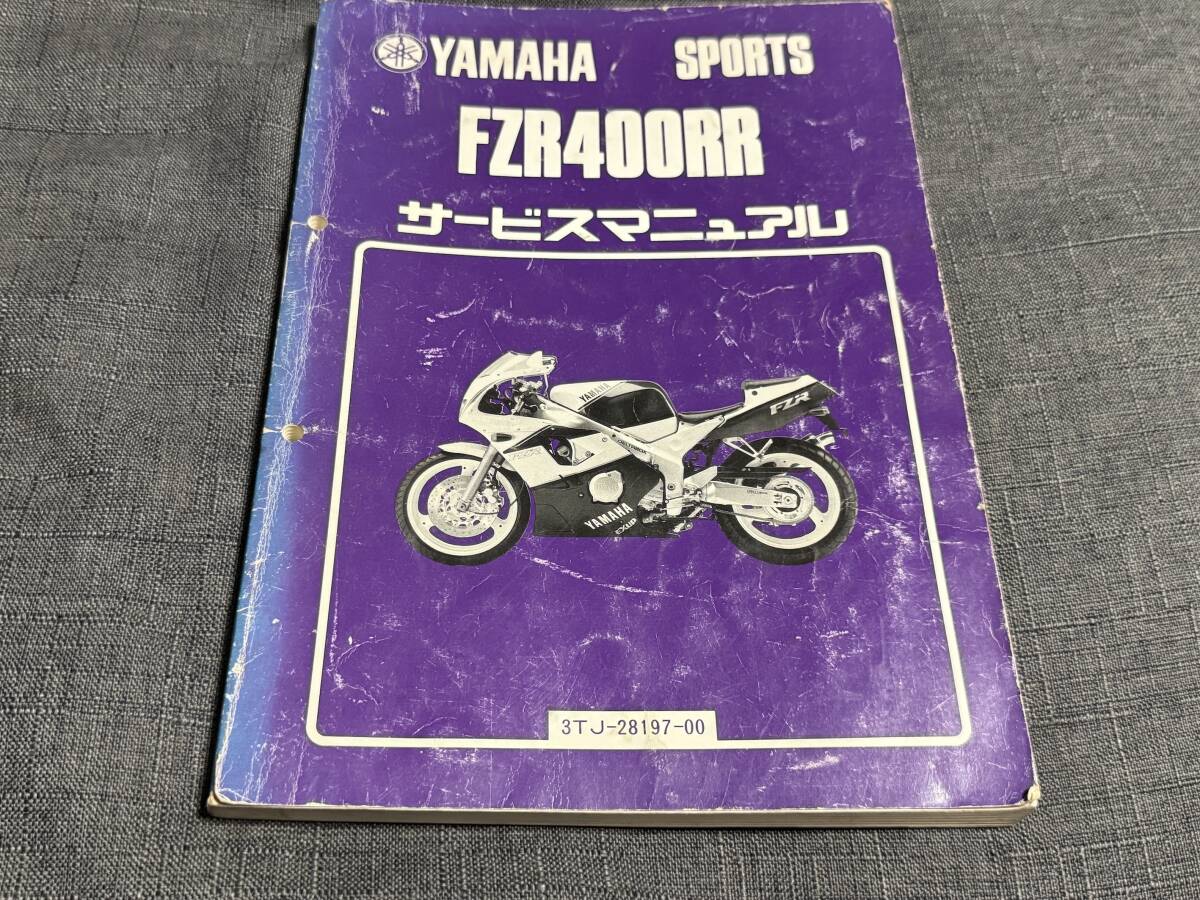 YAMAHA SPORTS
FZR400RR
サービスマニュアル
YAMAHA
FZR
DELTABOX
YAMAHA
EXUP
3TJ-28197-00